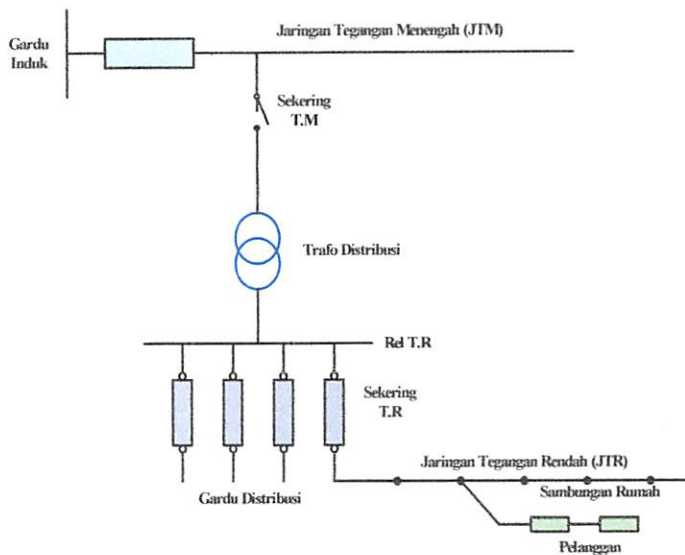 Jaringan Tegangan Menengah (JTM)
Gardu
Induk
Sekering
T.M
Trafo Distribusi
Rel T.R
Sekering
T.R
Jaringan Tegangan Rendah (JTR)
Gardu Distribusi
Sambungan Rumah
Pelanggan